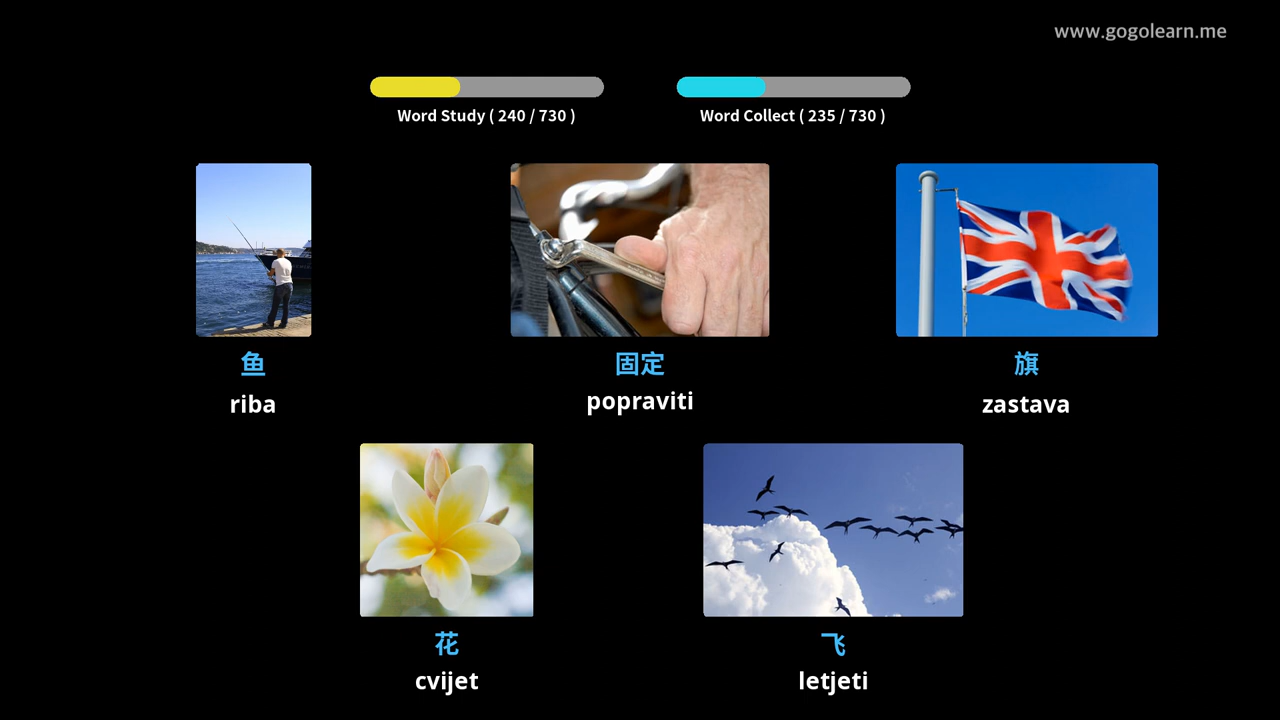 www.gogolearn.me
Word Study ( 240 / 730 )
Word Collect ( 235 / 730 )
鱼
riba
固定
popraviti
旗
zastava
花
cvijet
飞
letjeti